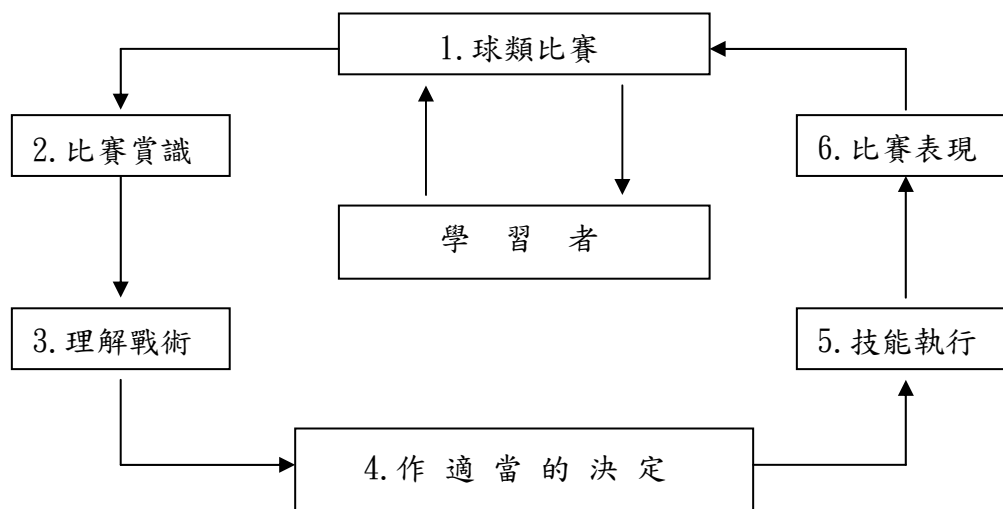 1.球類比賽
2.比賽賞識
6.比賽表現
學 習 者
3.理解戰術
5.技能執行
4.作 適 當 的 決 定